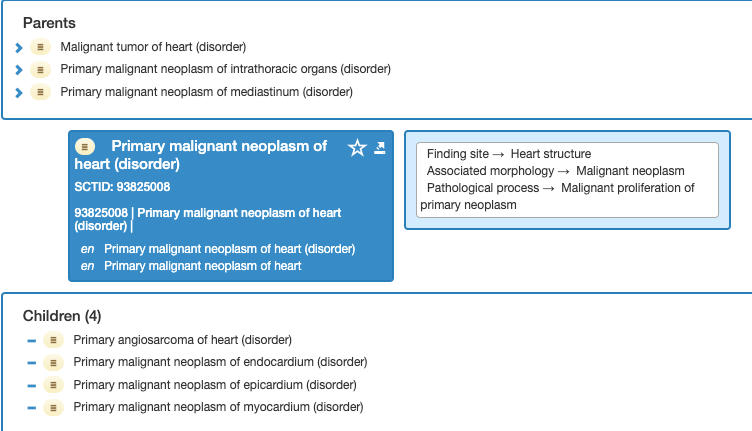 Parents
Malignant tumor of heart (disorder)
Primary malignant neoplasm of intrathoracic organs (disorder)
Primary malignant neoplasm of mediastinum (disorder)
Primary malignant neoplasm of
heart (disorder)
SCTID: 93825008
93825008 | Primary malignant neoplasm of heart
(disorder) |
en Primary malignant neoplasm of heart (disorder)
en Primary malignant neoplasm of heart
Finding site → Heart structure
Associated morphology → Malignant neoplasm
Pathological process → Malignant proliferation of
primary neoplasm
Children (4)
Primary angiosarcoma of heart (disorder)
Primary malignant neoplasm of endocardium (disorder)
Primary malignant neoplasm of epicardium (disorder)
Primary malignant neoplasm of myocardium (disorder)